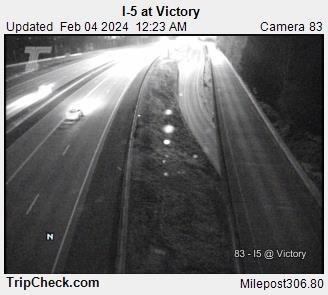 I-5 at Victory
Updated Feb 04 2024 12:23 AM Camera 83
T
N
83 - I5 @ Victory
TripCheck.com Milepost306.80